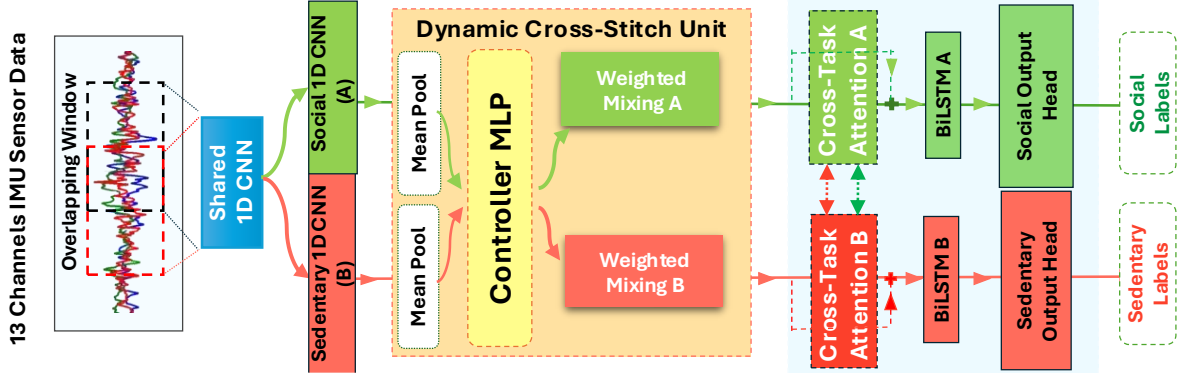 13 Channels IMU Sensor Data
Overlapping Window
Shared
1D CNN
Social 1D CNN
(A)
Sedentary 1D CNN
(B)
Dynamic Cross-Stitch Unit
Mean Pool
Mean Pool
Controller MLP
Weighted
Mixing A
Weighted
Mixing B
Cross-Task
Attention A
Cross-Task
Attention B
BiLSTM A
BiLSTM B
Social Output
Head
Sedentary
Output Head
Social
Labels
Sedentary
Labels